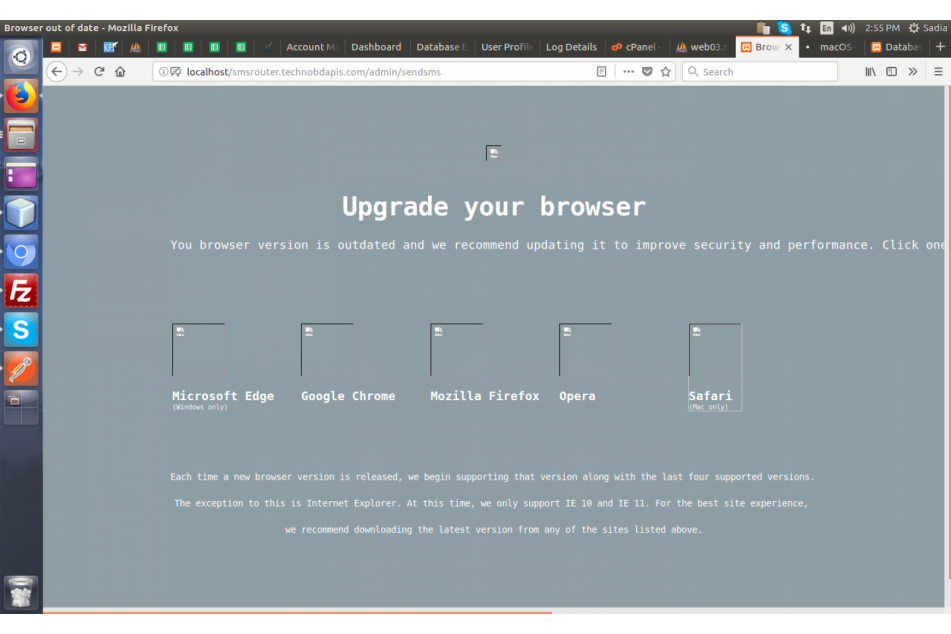 Browser out of date - Mozilla Firefox
En 2:55 PM Sadia
Account Ma Dashboard Database E User Profile Log Details cPanel - web03.r Brow macOS Databas
localhost/smsrouter.technobdapis.com/admin/sendsms
Search
Upgrade your browser
You browser version is outdated and we recommend updating it to improve security and performance. Click one
Microsoft Edge Google Chrome Mozilla Firefox Opera Safari
(Windows only) (Mac only)
Each time a new browser version is released, we begin supporting that version along with the last four supported versions.
The exception to this is Internet Explorer. At this time, we only support IE 10 and IE 11. For the best site experience,
we recommend downloading the latest version from any of the sites listed above.